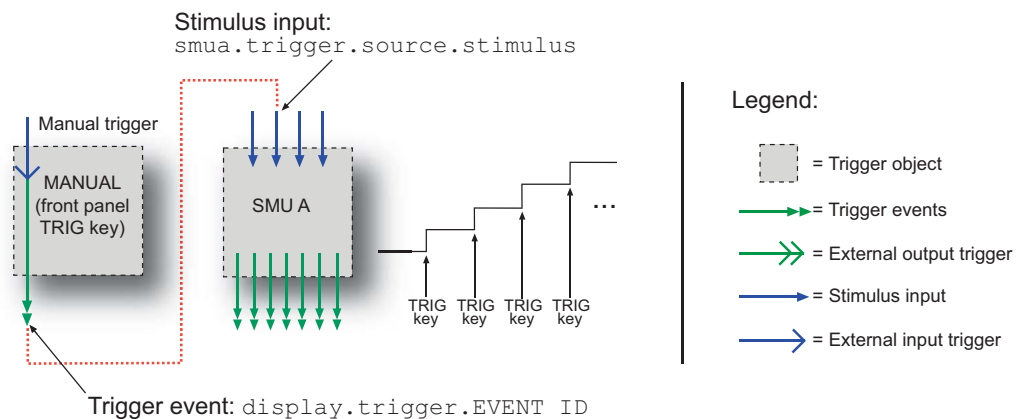 Stimulus input:
smua.trigger.source.stimulus
Manual trigger
MANUAL
(front panel
TRIG key)
SMU A
...
TRIG
key
TRIG
key
TRIG
key
TRIG
key
Trigger event: display.trigger.EVENT ID
Legend:
= Trigger object
= Trigger events
= External output trigger
= Stimulus input
= External input trigger